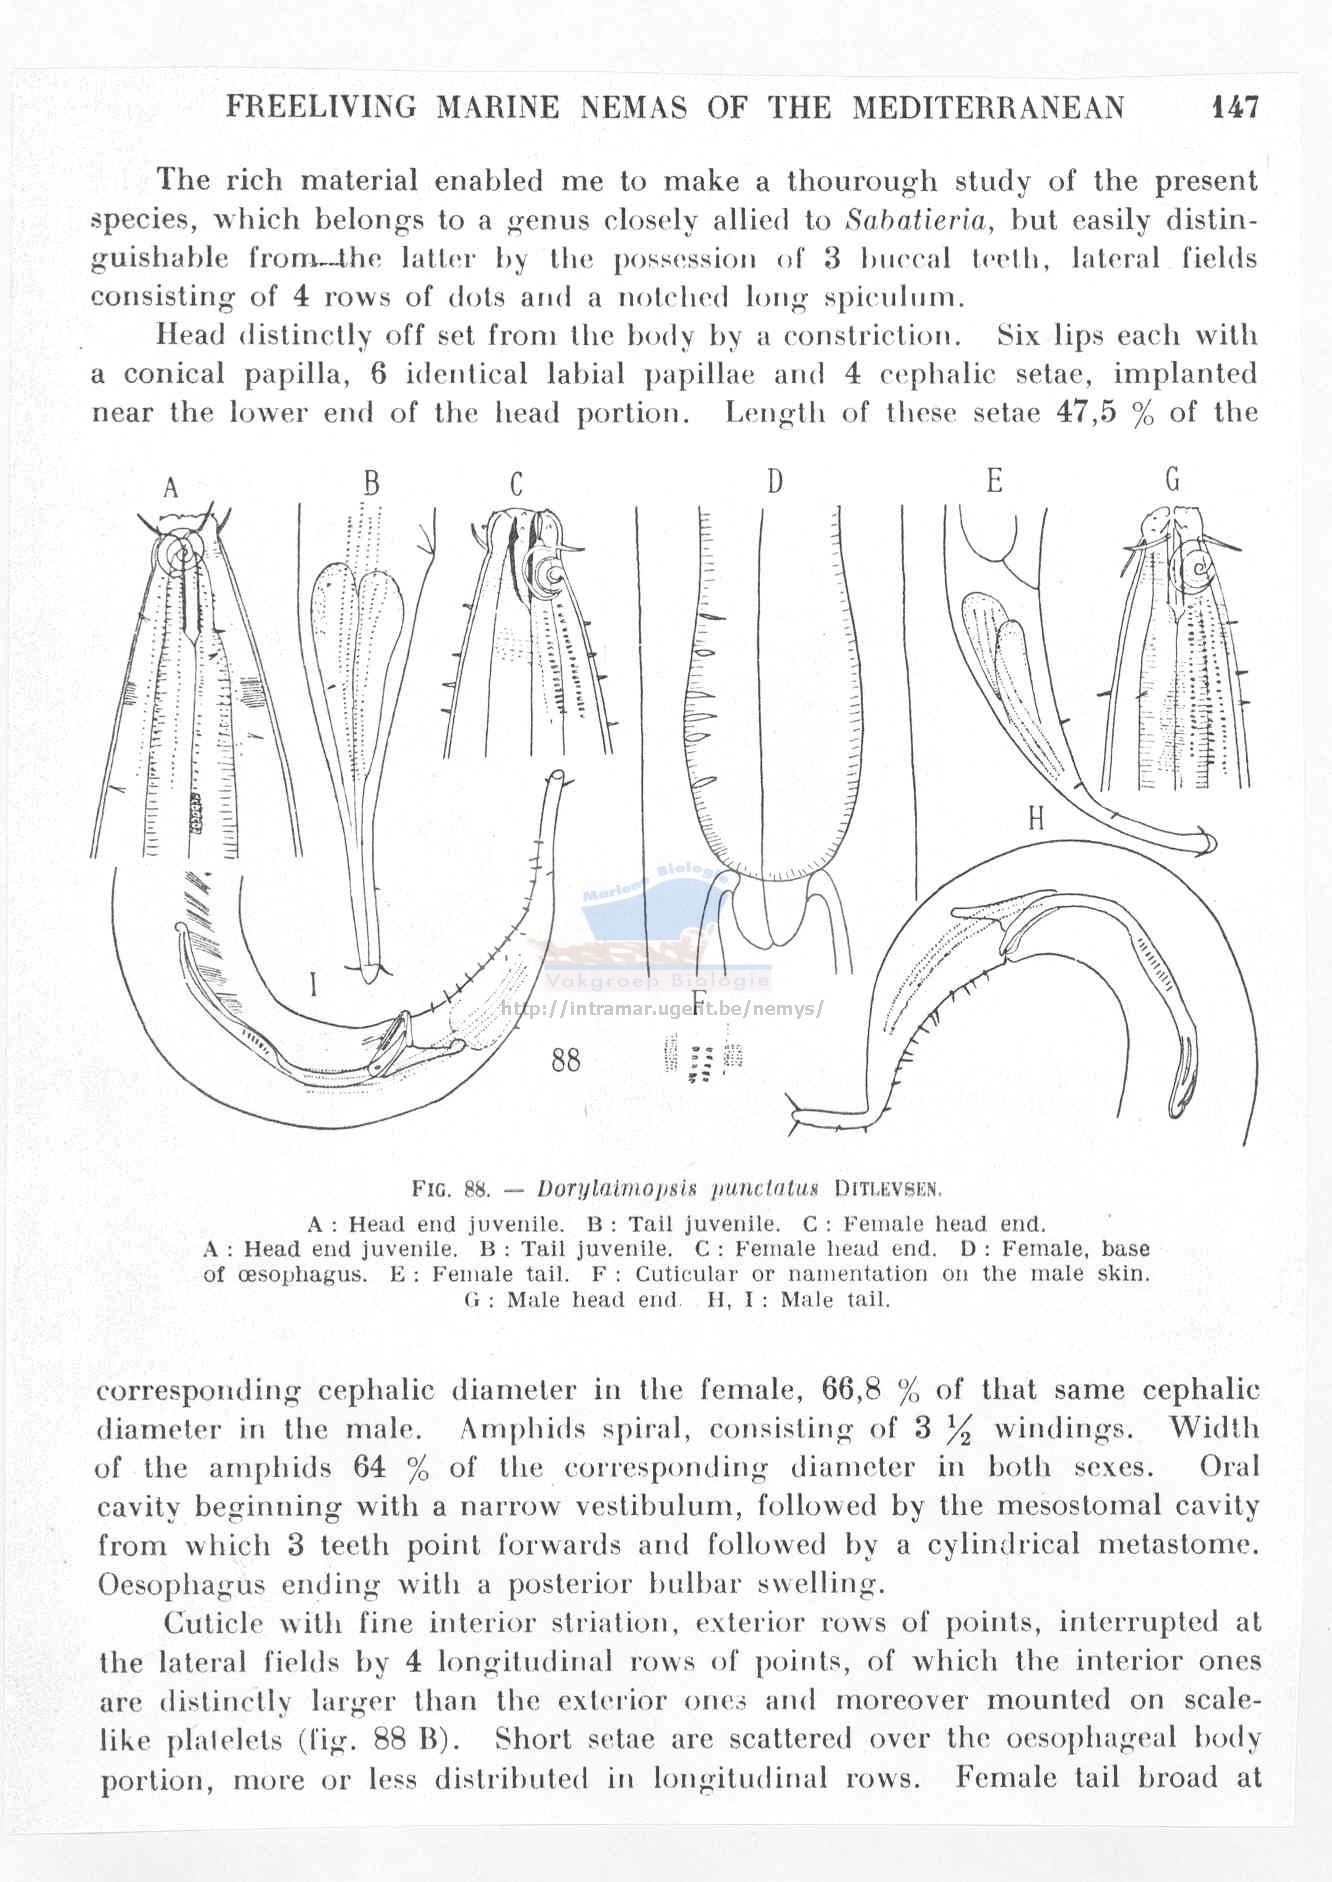 FREELIVING MARINE NEMAS OF THE MEDITERRANEAN 147
The rich material enabled me to make a thourough study of the present
species, which belongs to a genus closely allied to Sabatieria, but easily distin-
guishable from the latter by the possession of 3 buccal teeth, lateral fields
consisting of 4 rows of dots and a notched long spiculum.
Head distinctly off set from the body by a constriction. Six lips each with
a conical papilla, 6 identical labial papillae and 4 cephalic setae, implanted
near the lower end of the head portion. Length of these setae 47,5 % of the
A B C D E G
H
I
F
88
Mariene Biologie
Vakgroep Biologie
http://intramar.ugent.be/nemys/
FIG. 88. — Dorylaimopsis punctatus DITLEVSEN.
A : Head end juvenile. B : Tail juvenile. C : Female head end.
A : Head end juvenile. B : Tail juvenile. C : Female head end. D : Female, base
of œsophagus. E : Female tail. F : Cuticular or namentation on the male skin.
G : Male head end. H, I : Male tail.
corresponding cephalic diameter in the female, 66,8 % of that same cephalic
diameter in the male. Amphids spiral, consisting of 3 ½ windings. Width
of the amphids 64 % of the corresponding diameter in both sexes. Oral
cavity beginning with a narrow vestibulum, followed by the mesostomal cavity
from which 3 teeth point forwards and followed by a cylindrical metastome.
Oesophagus ending with a posterior bulbar swelling.
Cuticle with fine interior striation, exterior rows of points, interrupted at
the lateral fields by 4 longitudinal rows of points, of which the interior ones
are distinctly larger than the exterior ones and moreover mounted on scale-
like platelets (fig. 88 B). Short setae are scattered over the oesophageal body
portion, more or less distributed in longitudinal rows. Female tail broad at